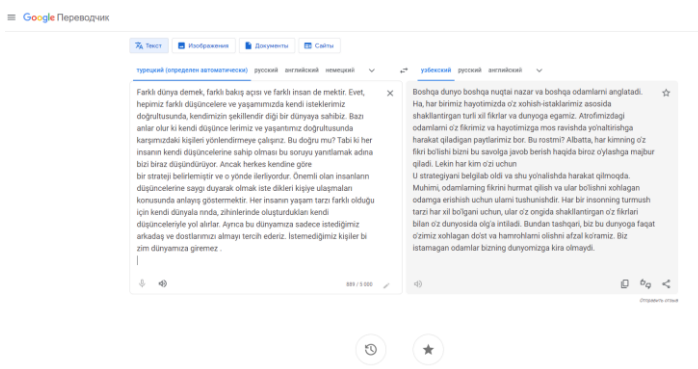 Google Переводчик
Текст Изображения Документы Сайты
турецкий (определен автоматически) русский английский немецкий
узбекский русский английский
Farklı dünya demek, farklı bakış açısı ve farklı insan de mektir. Evet,
hepimiz farklı düşüncelere ve yaşamımızda kendi isteklerimiz
doğrultusunda, kendimizin şekillendir diği bir dünyaya sahibiz. Bazı
anlar olur ki kendi düşünce lerimiz ve yaşantımız doğrultusunda
karşımızdaki kişileri yönlendirmeye çalışırız. Bu doğru mu? Tabi ki her
insanın kendi düşüncelerine sahip olması bu soruyu yanıtlamak adına
bizi biraz düşündürüyor. Ancak herkes kendine göre
bir strateji belirlemiştir ve o yönde ilerliyordur. Önemli olan insanların
düşüncelerine saygı duyarak olmak iste dikleri kişiye ulaşmaları
konusunda anlayış göstermektir. Her insanın yaşam tarzı farklı olduğu
için kendi dünyala rında, zihinlerinde oluşturdukları kendi
düşünceleriyle yol alırlar. Ayrıca bu dünyamıza sadece istediğimiz
arkadaş ve dostlarımızı almayı tercih ederiz. İstemediğimiz kişiler bi
zim dünyamıza giremez .
Boshqa dunyo boshqa nuqtai nazar va boshqa odamlarni anglatadi.
Ha, har birimiz hayotimizda o'z xohish-istaklarimiz asosida
shakllantirgan turli xil fikrlar va dunyoga egamiz. Atrofimizdagi
odamlarni o'z fikrimiz va hayotimizga mos ravishda yo'naltirishga
harakat qiladigan paytlarimiz bor. Bu rostmi? Albatta, har kimning o'z
fikri bo'lishi bizni bu savolga javob berish haqida biroz o'ylashga majbur
qiladi. Lekin har kim o'zi uchun
U strategiyani belgilab oldi va shu yo'nalishda harakat qilmoqda.
Muhimi, odamlarning fikrini hurmat qilish va ular bo'lishni xohlagan
odamga erishish uchun ularni tushunishdir. Har bir insonning turmush
tarzi har xil bo'lgani uchun, ular o'z ongida shakllantirgan o'z fikrlari
bilan o'z dunyosida olg'a intiladi. Bundan tashqari, biz bu dunyoga faqat
o'zimiz xohlagan do'st va hamrohlarni olishni afzal ko'ramiz. Biz
istamagan odamlar bizning dunyomizga kira olmaydi.
Отправить отзыв